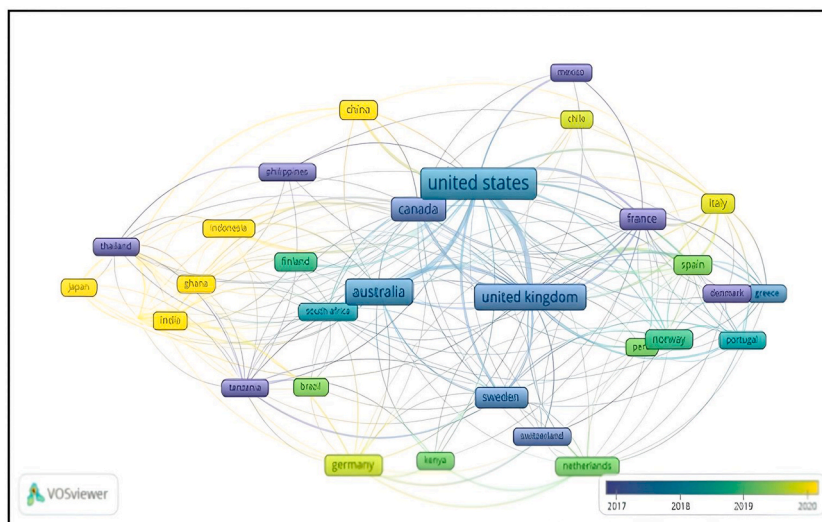 mexico
china
chile
philippines
united states
canada
italy
france
indonesia
thailand
finland
spain
japan
ghana
australia
united kingdom
denmark
greece
india
south africa
norway
portugal
tanzania
brazil
sweden
switzerland
germany
kenya
netherlands
VOSviewer
2017 2018 2019 2020